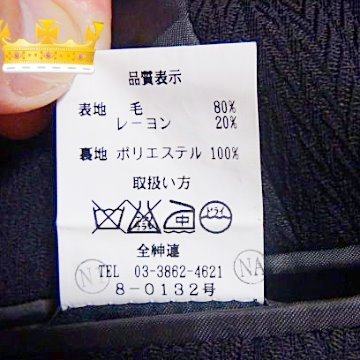 品質表示
表地 毛 80%
レーヨン 20%
裏地 ポリエステル 100%
取扱い方
ドライ
全紳連
TEL 03-3862-4621
8-0132号
NA